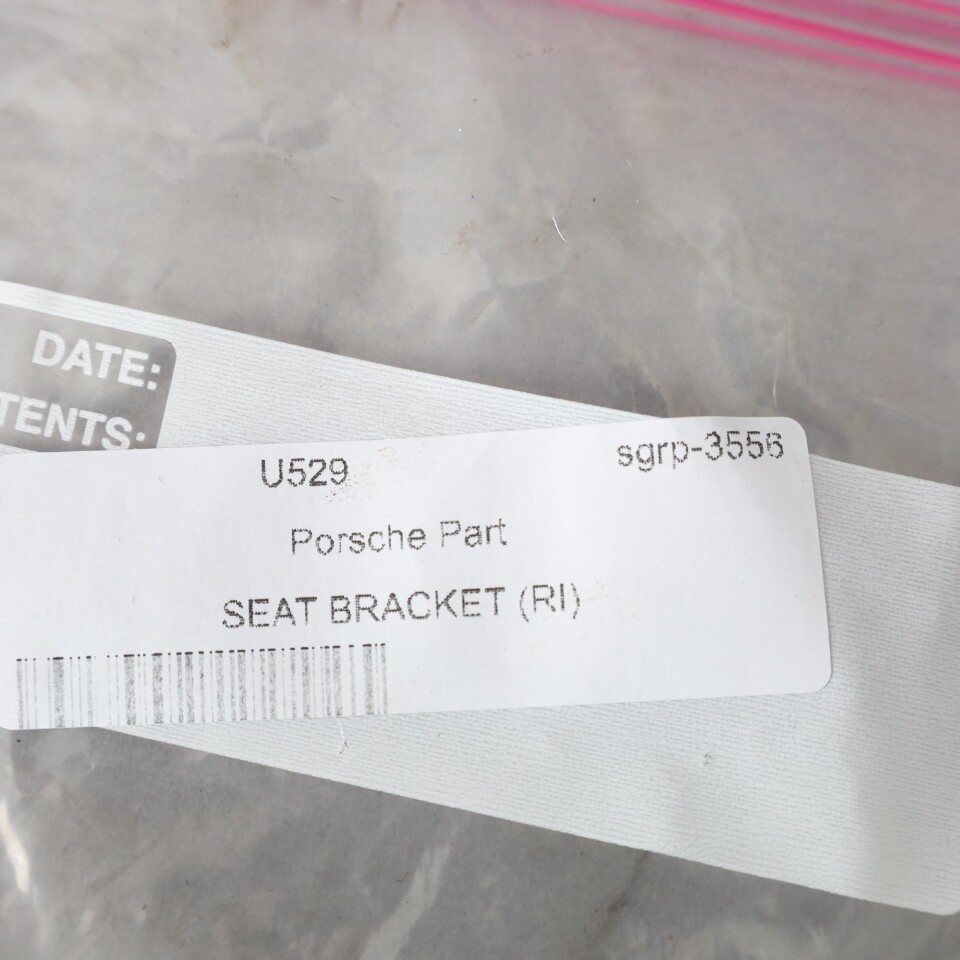 DATE:
TENTS:
U529 sgrp-3556
Porsche Part
SEAT BRACKET (RI)